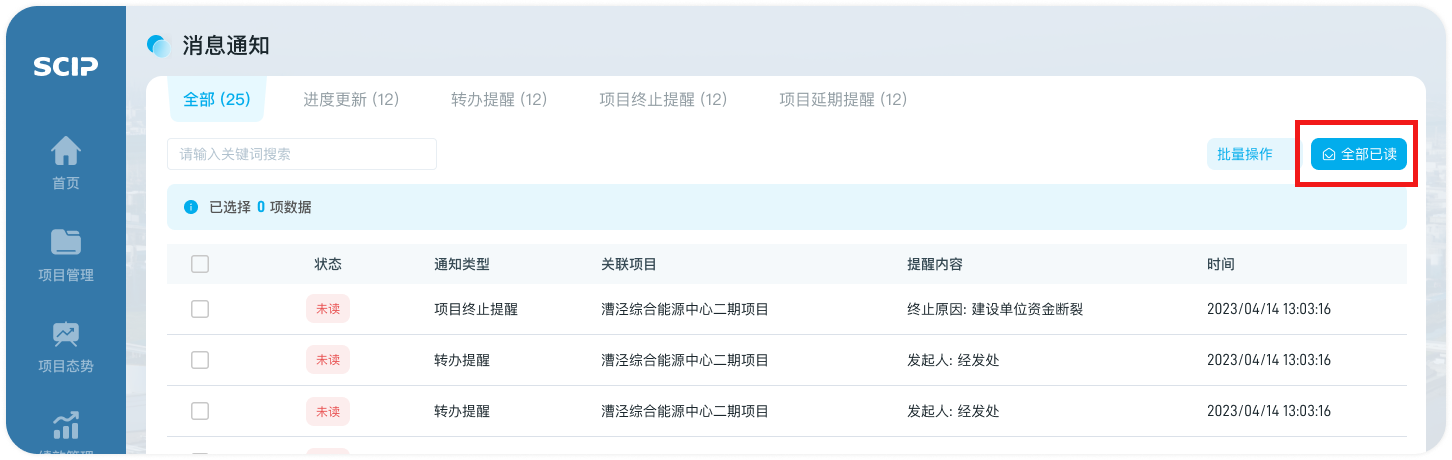 SCIP
首页
项目管理
项目态势
消息通知
全部 (25) 进度更新 (12) 转办提醒 (12) 项目终止提醒 (12) 项目延期提醒 (12)
请输入关键词搜索 批量操作 全部已读
已选择 0 项数据
状态 通知类型 关联项目 提醒内容 时间
未读 项目终止提醒 漕泾综合能源中心二期项目 终止原因: 建设单位资金断裂 2023/04/14 13:03:16
未读 转办提醒 漕泾综合能源中心二期项目 发起人: 经发处 2023/04/14 13:03:16
未读 转办提醒 漕泾综合能源中心二期项目 发起人: 经发处 2023/04/14 13:03:16